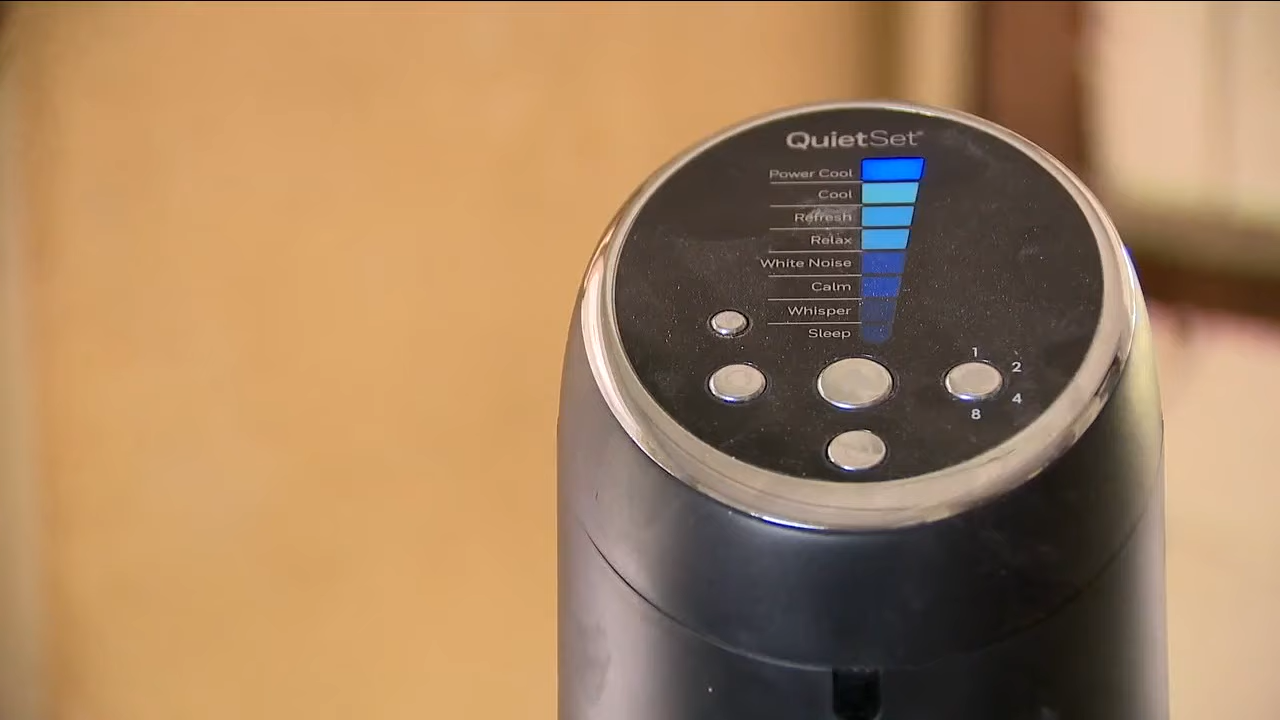 QuietSet®
Power Cool
Cool
Refresh
Relax
White Noise
Calm
Whisper
Sleep
1
2
4
8